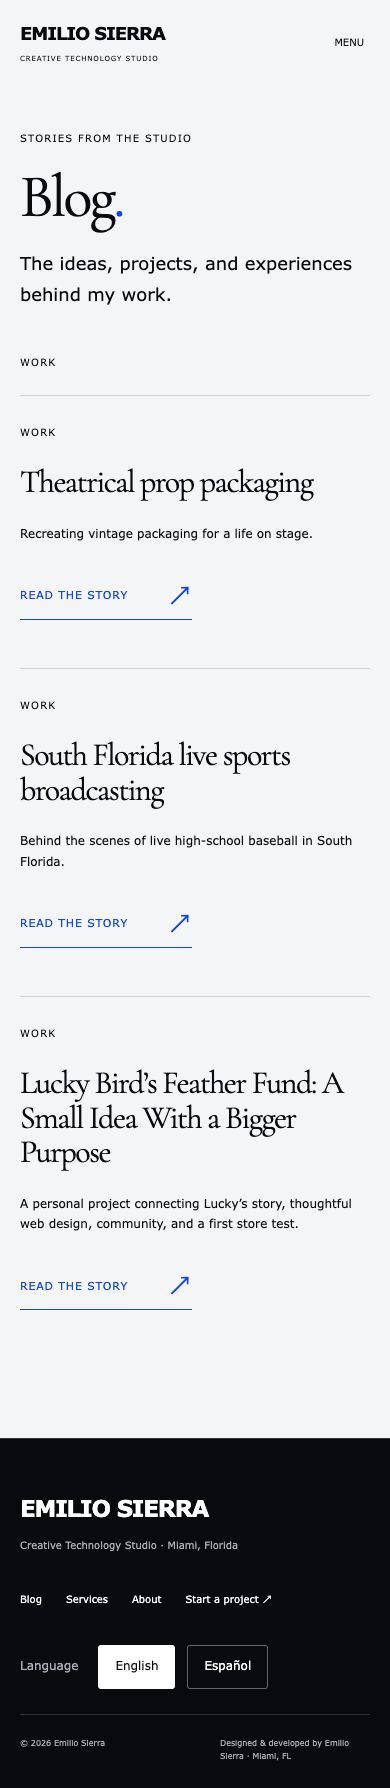 EMILIO SIERRA
CREATIVE TECHNOLOGY STUDIO
MENU
STORIES FROM THE STUDIO
Blog.
The ideas, projects, and experiences
behind my work.
WORK
WORK
Theatrical prop packaging
Recreating vintage packaging for a life on stage.
READ THE STORY ↗
WORK
South Florida live sports
broadcasting
Behind the scenes of live high-school baseball in South
Florida.
READ THE STORY ↗
WORK
Lucky Bird’s Feather Fund: A
Small Idea With a Bigger
Purpose
A personal project connecting Lucky’s story, thoughtful
web design, community, and a first store test.
READ THE STORY ↗
EMILIO SIERRA
Creative Technology Studio · Miami, Florida
Blog Services About Start a project ↗
Language English Español
© 2026 Emilio Sierra
Designed & developed by Emilio
Sierra · Miami, FL